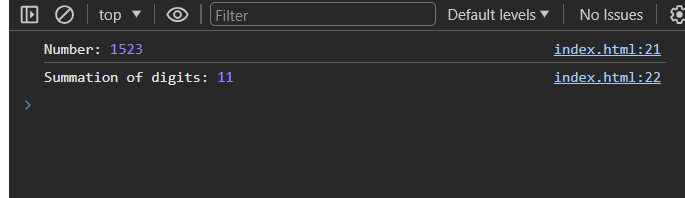 top Filter Default levels No Issues
Number: 1523 index.html:21
Summation of digits: 11 index.html:22